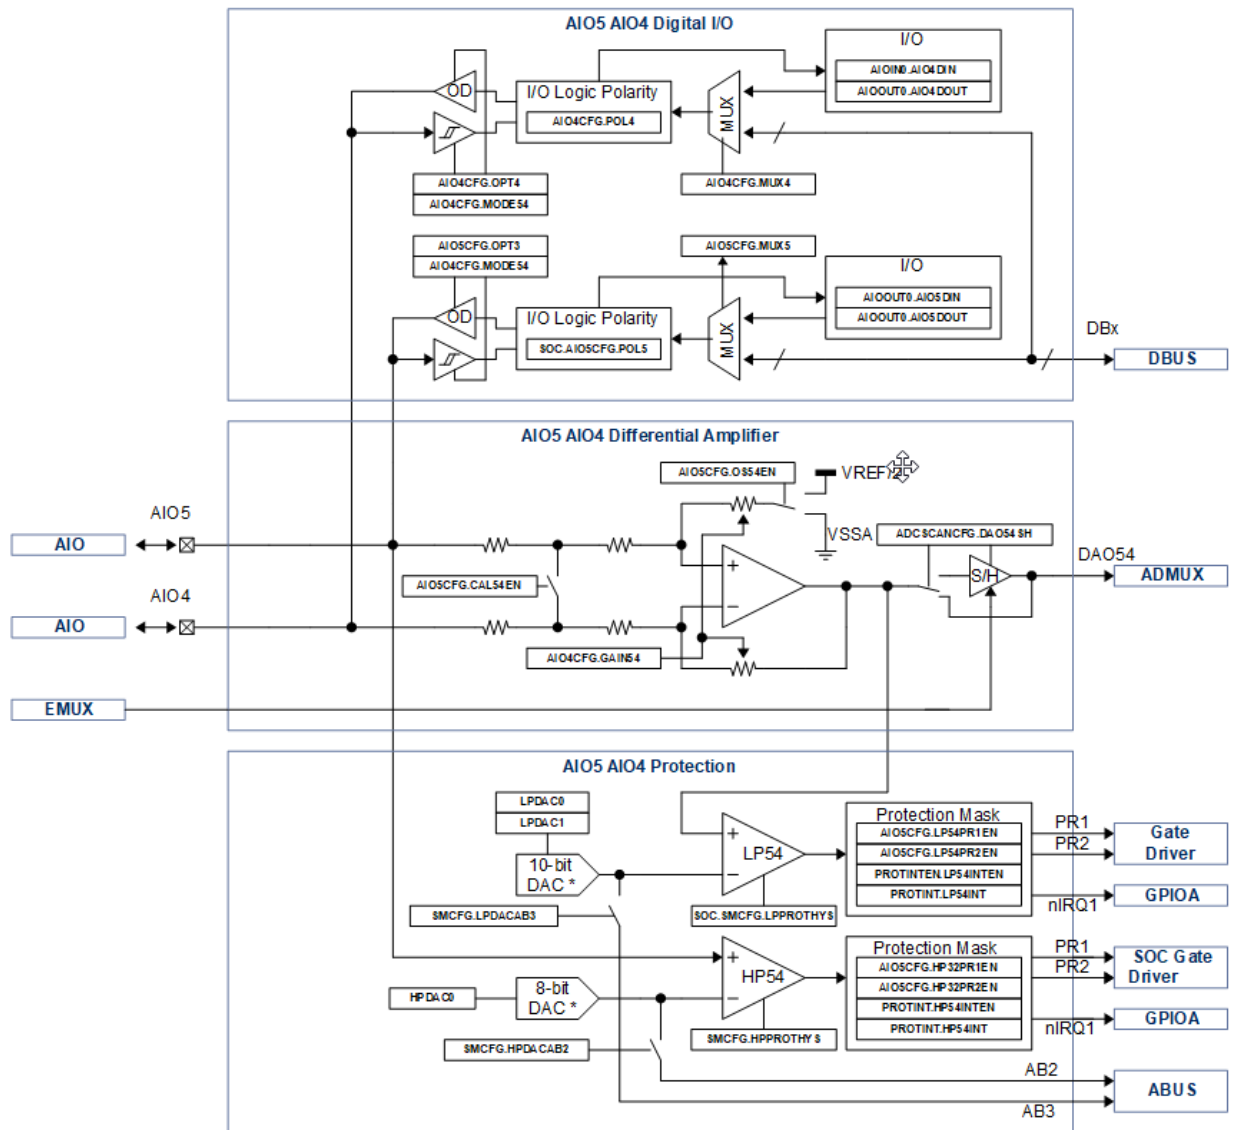 AIO5 AIO4 Digital I/O
I/O
AIOIN0.AIO4DIN
AIOOUT0.AIO4DOUT
OD
I/O Logic Polarity
AIO4CFG.POL4
MUX
AIO4CFG.OPT4
AIO4CFG.MODE54
AIO4CFG.MUX4
AIO5CFG.OPT3
AIO4CFG.MODE54
AIO5CFG.MUX5
I/O
AIOOUT0.AIO5DIN
AIOOUT0.AIO5DOUT
OD
I/O Logic Polarity
SOC.AIO5CFG.POL5
MUX
DBx
DBUS
AIO5 AIO4 Differential Amplifier
AIO5CFG.OS54EN
VREF/2
AIO5
VSSA
ADCSCANCFG.DAO54SH
AIO
DAO54
S/H
ADMUX
AIO5CFG.CAL54EN
+
−
AIO4
AIO
AIO4CFG.GAIN54
EMUX
AIO5 AIO4 Protection
LPDAC0
LPDAC1
10-bit
DAC *
+
LP54
−
Protection Mask
AIO5CFG.LP54PR1EN
AIO5CFG.LP54PR2EN
PROTINTEN.LP54INTEN
PROTINT.LP54INT
PR1
PR2
nIRQ1
Gate
Driver
GPIOA
SMCFG.LPDACAB3
SOC.SMCFG.LPPROTHYS
+
HP54
−
Protection Mask
AIO5CFG.HP32PR1EN
AIO5CFG.HP32PR2EN
PROTINT.HP54INTEN
PROTINT.HP54INT
PR1
PR2
nIRQ1
SOC Gate
Driver
GPIOA
HPDAC0
8-bit
DAC *
SMCFG.HPPROTHYS
SMCFG.HPDACAB2
AB2
AB3
ABUS